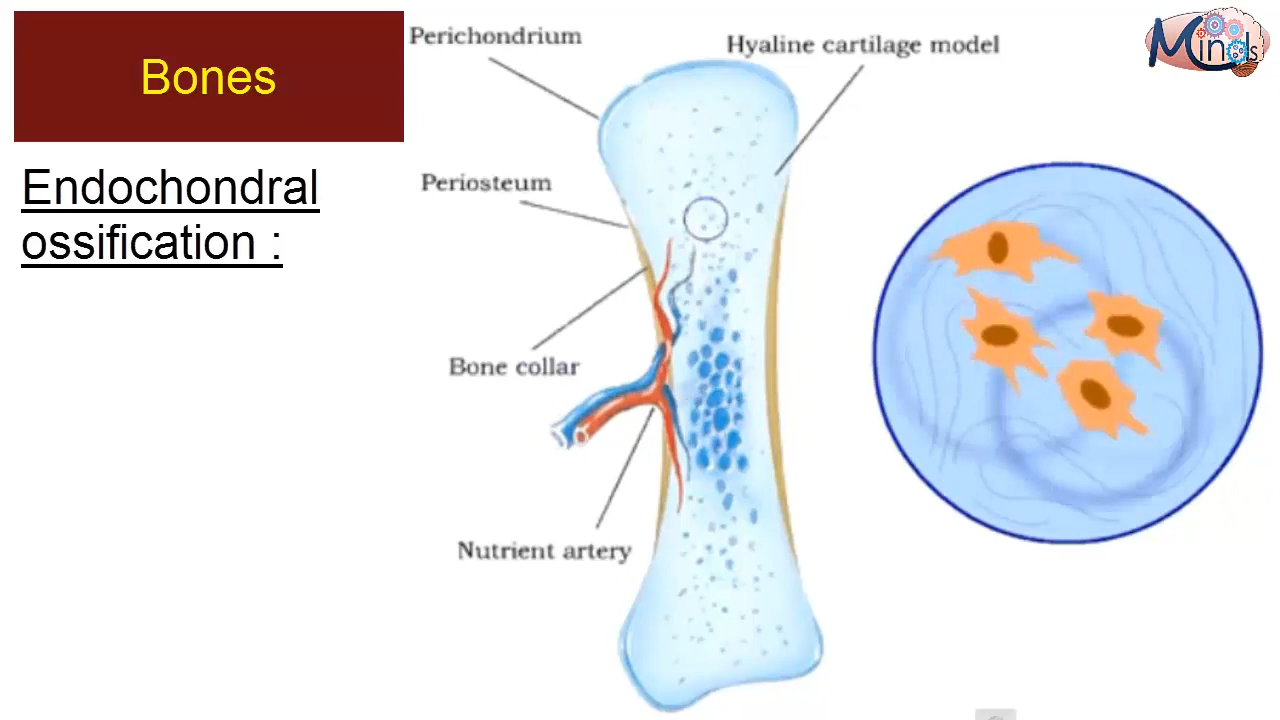 Bones
Endochondral
ossification :
Perichondrium
Hyaline cartilage model
Periosteum
Bone collar
Nutrient artery
Minds